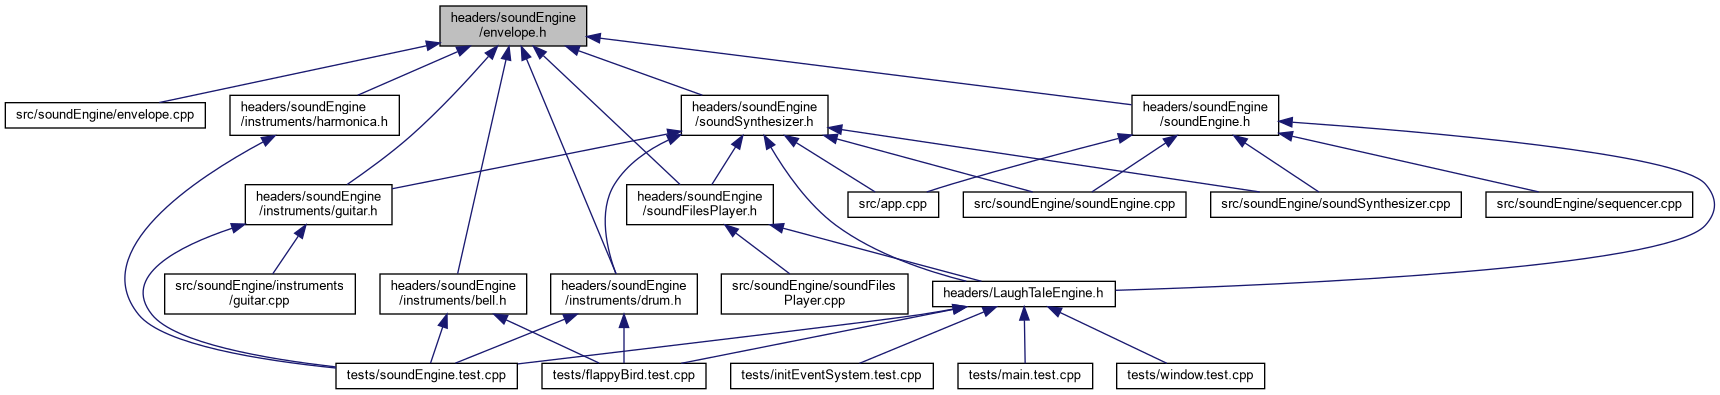 headers/soundEngine
/envelope.h
src/soundEngine/envelope.cpp
headers/soundEngine
/instruments/harmonica.h
headers/soundEngine
/soundSynthesizer.h
headers/soundEngine
/soundEngine.h
headers/soundEngine
/instruments/guitar.h
headers/soundEngine
/soundFilesPlayer.h
src/app.cpp
src/soundEngine/soundEngine.cpp
src/soundEngine/soundSynthesizer.cpp
src/soundEngine/sequencer.cpp
src/soundEngine/instruments
/guitar.cpp
headers/soundEngine
/instruments/bell.h
headers/soundEngine
/instruments/drum.h
src/soundEngine/soundFiles
Player.cpp
headers/LaughTaleEngine.h
tests/soundEngine.test.cpp
tests/flappyBird.test.cpp
tests/initEventSystem.test.cpp
tests/main.test.cpp
tests/window.test.cpp